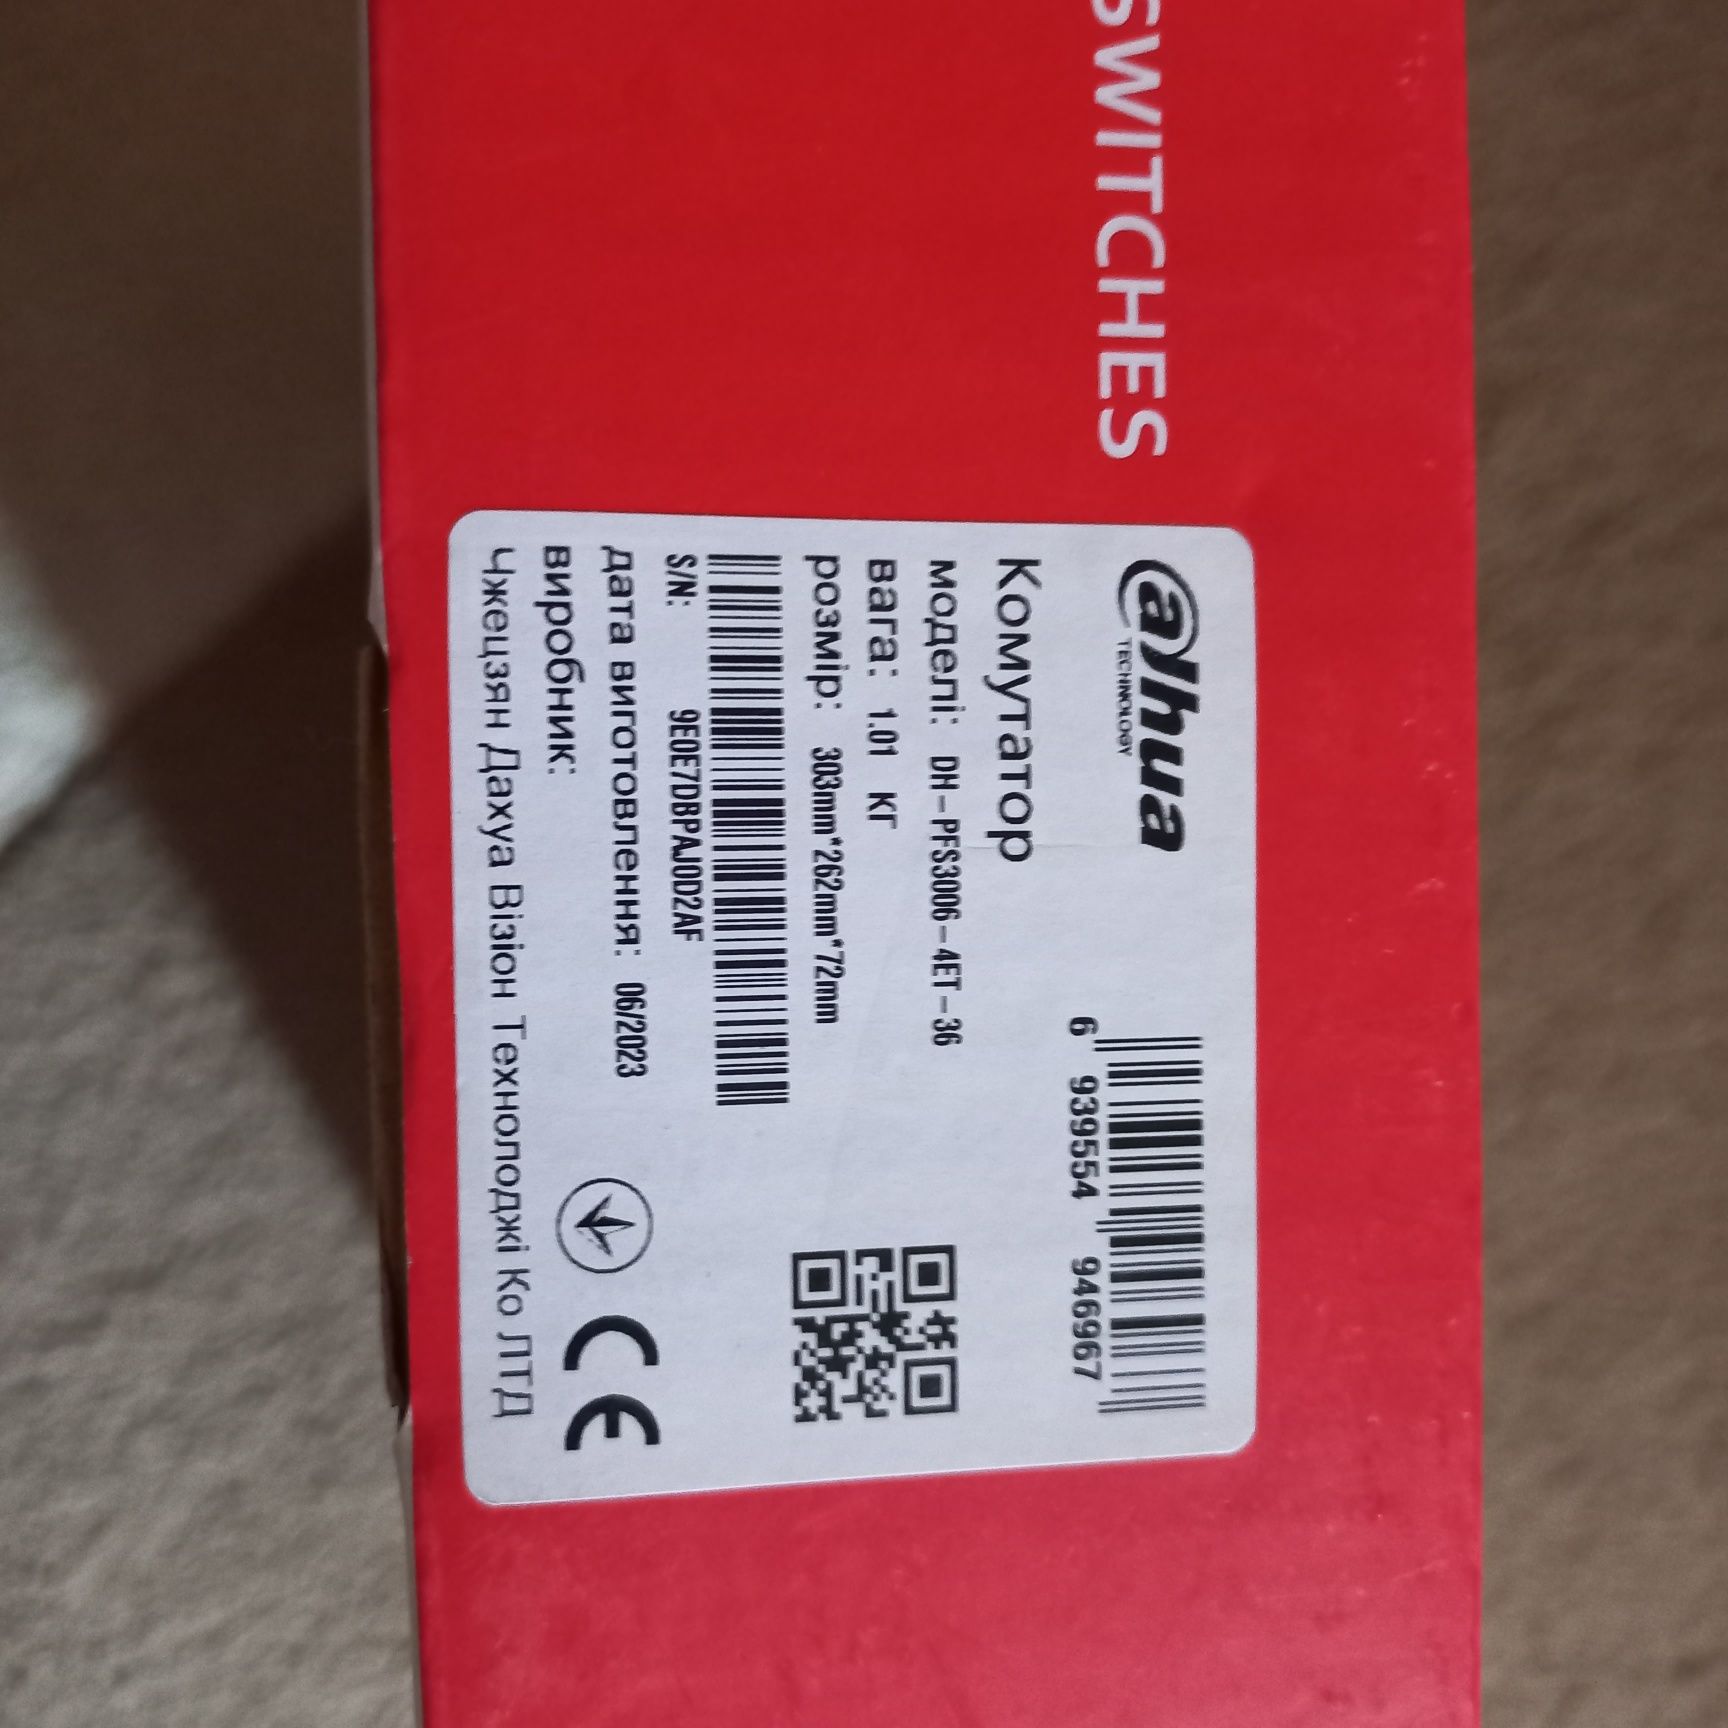 SWITCHES
alhua
TECHNOLOGY
6 939554 946967
Комутатор
моделі: DH-PFS3006-4ET-36
вага: 1.01 КГ
розмір: 303mm*262mm*72mm
S/N: 9E0E7DBPAJ0D2AF
дата виготовлення: 06/2023
виробник:
Чжецзян Дахуа Візіон Технолоджі Ко ЛТД
CE